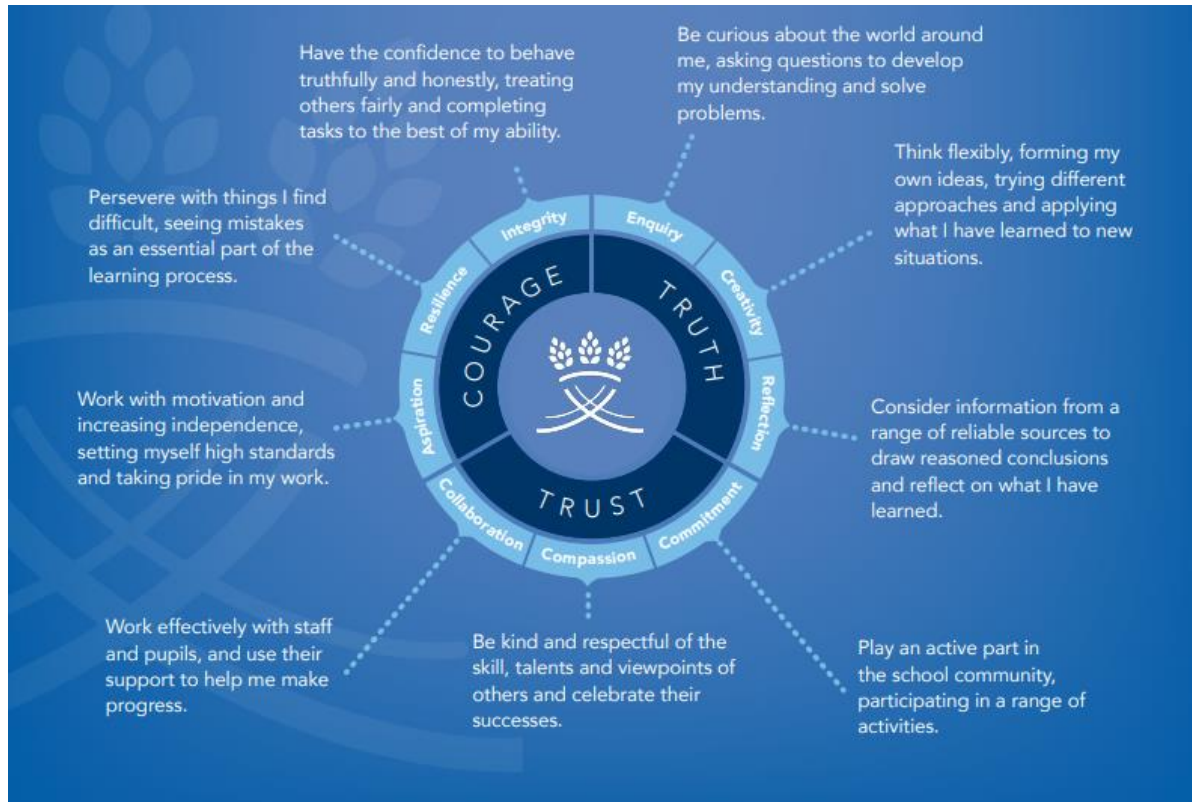 Have the confidence to behave
truthfully and honestly, treating
others fairly and completing
tasks to the best of my ability.
Be curious about the world around
me, asking questions to develop
my understanding and solve
problems.
Think flexibly, forming my
own ideas, trying different
approaches and applying
what I have learned to new
situations.
Persevere with things I find
difficult, seeing mistakes
as an essential part of the
learning process.
Integrity
Enquiry
Resilience
Creativity
COURAGE
TRUTH
Aspiration
Reflection
Work with motivation and
increasing independence,
setting myself high standards
and taking pride in my work.
Consider information from a
range of reliable sources to
draw reasoned conclusions
and reflect on what I have
learned.
TRUST
Collaboration
Compassion
Commitment
Work effectively with staff
and pupils, and use their
support to help me make
progress.
Be kind and respectful of the
skill, talents and viewpoints of
others and celebrate their
successes.
Play an active part in
the school community,
participating in a range of
activities.